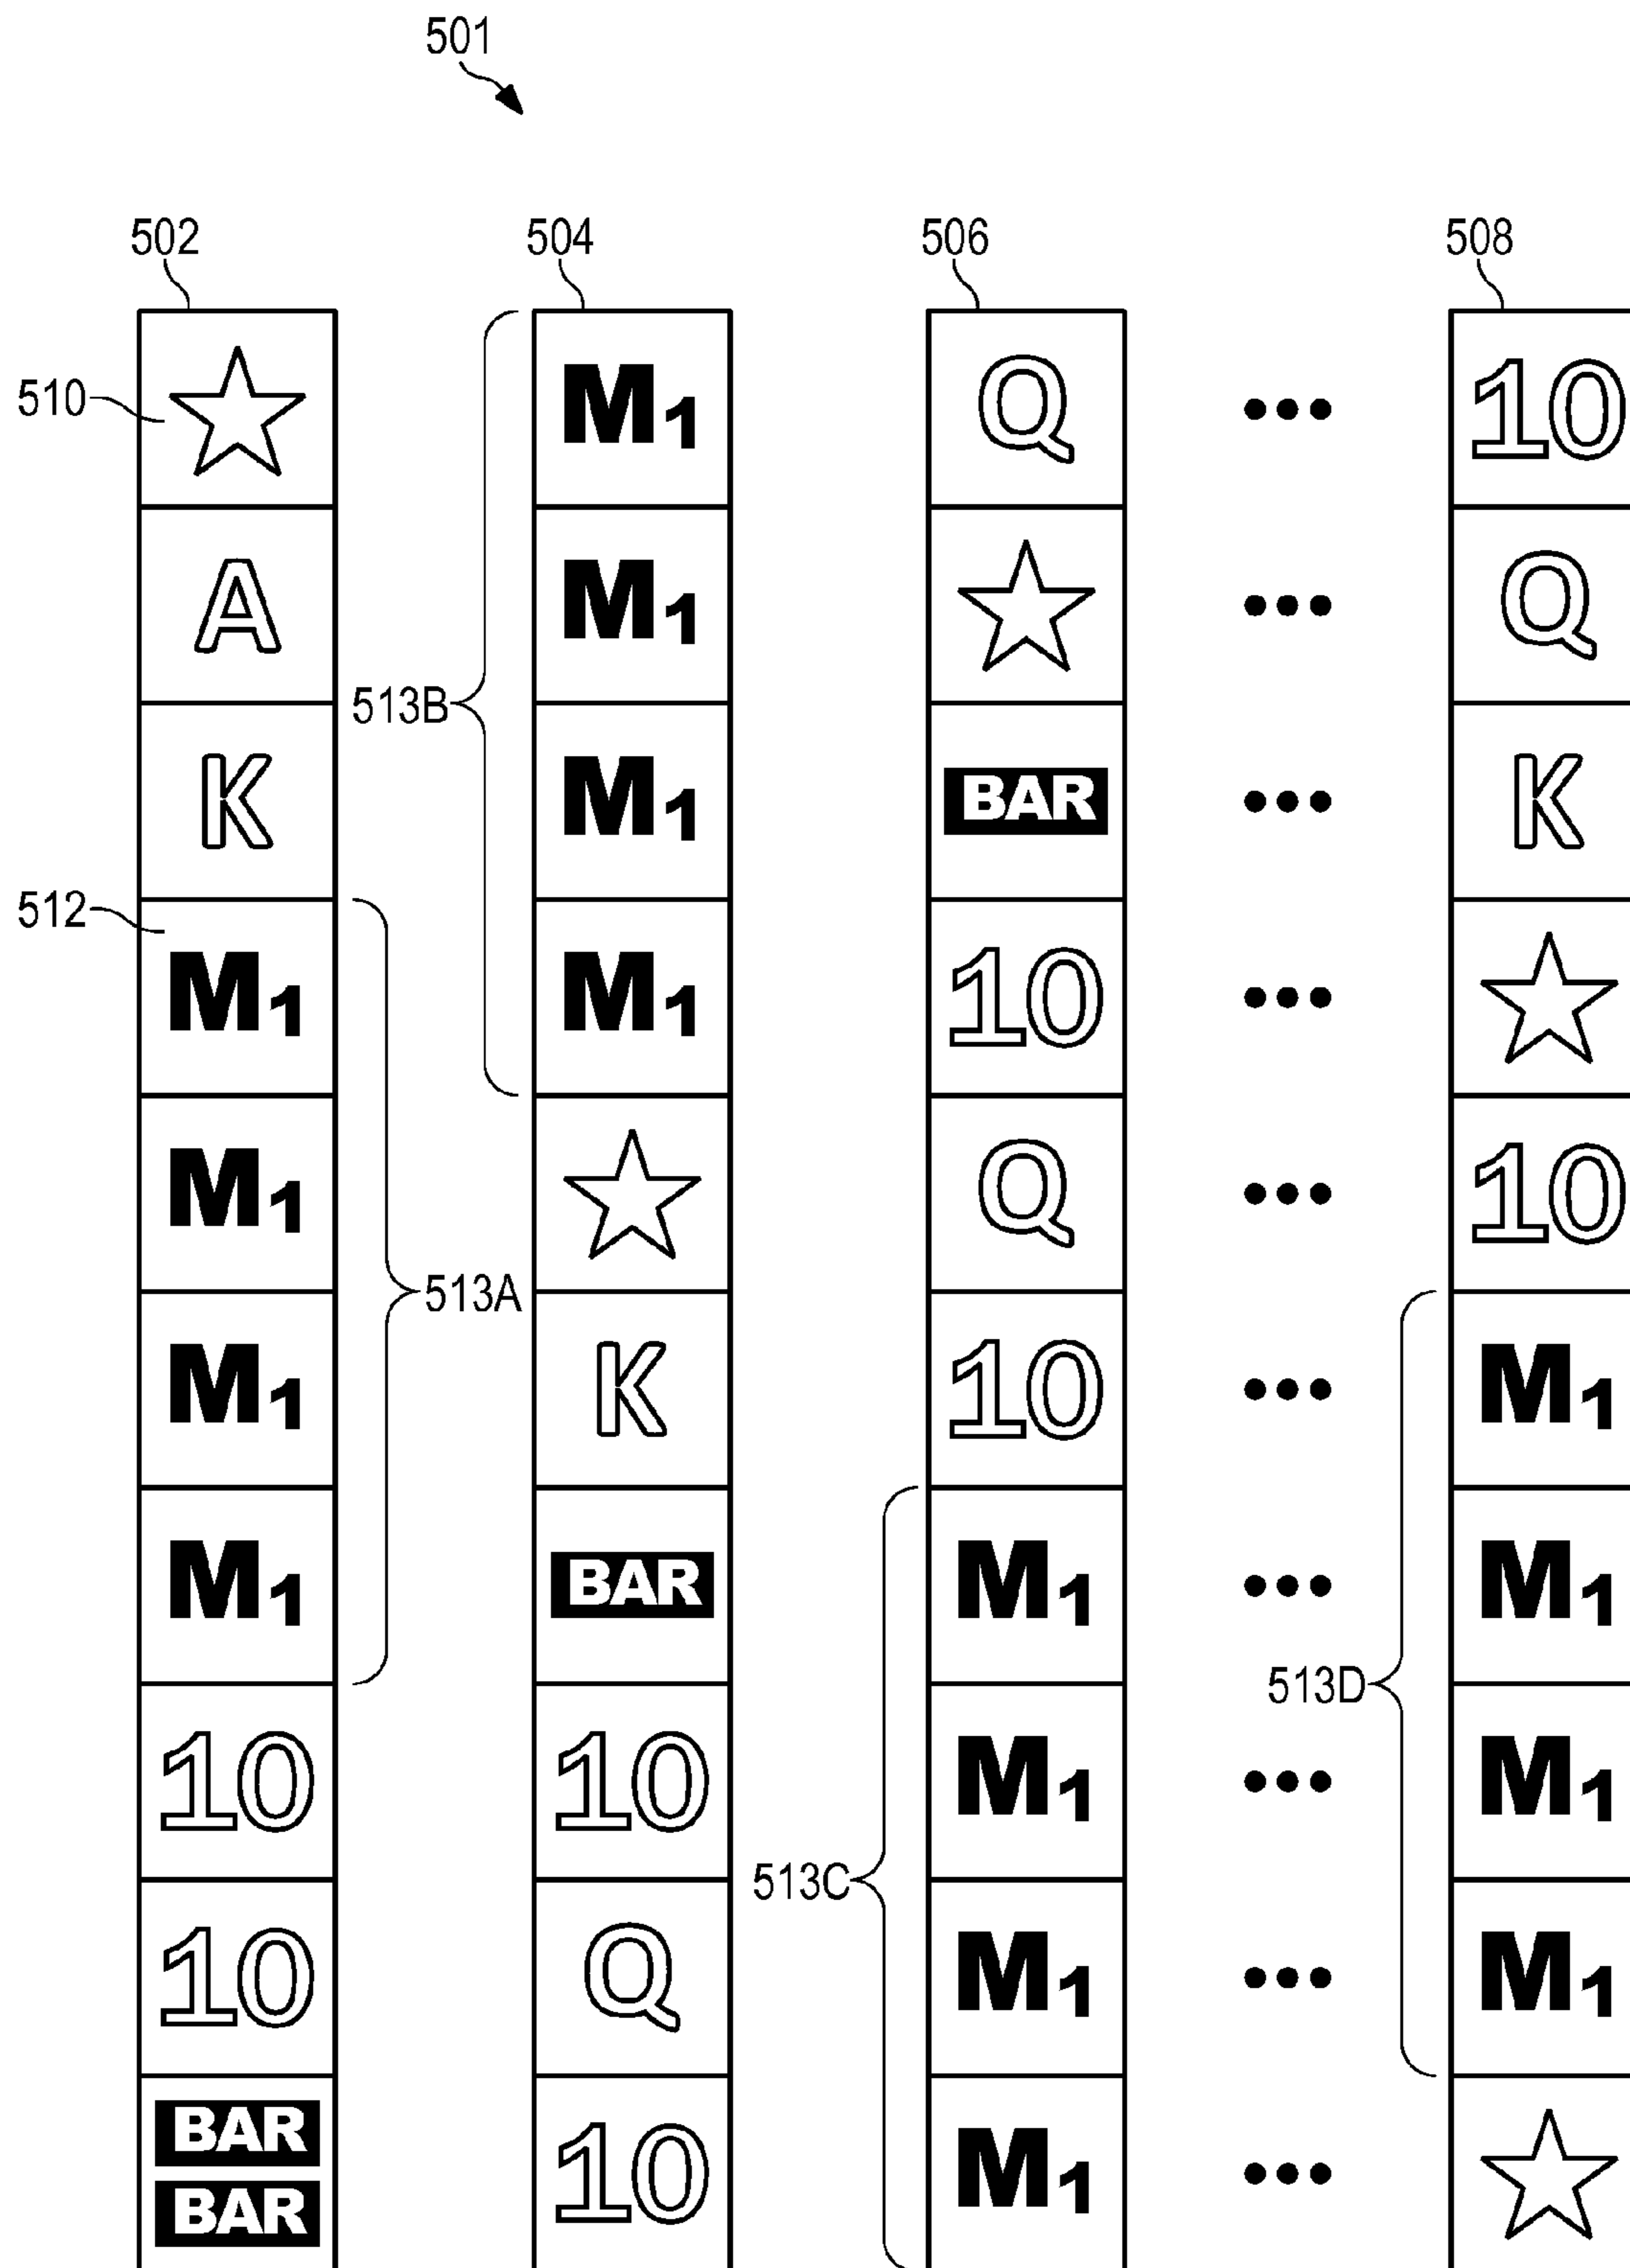 501
502 504 506 508
510 M1 Q ••• 10
A M1 ••• Q
K 513B M1 BAR ••• K
512 M1 M1 10 •••
M1 Q ••• 10
M1 513A K 10 ••• M1
M1 BAR M1 ••• M1
10 10 M1 513D ••• M1
10 Q 513C M1 ••• M1
BAR 10 M1 •••
BAR